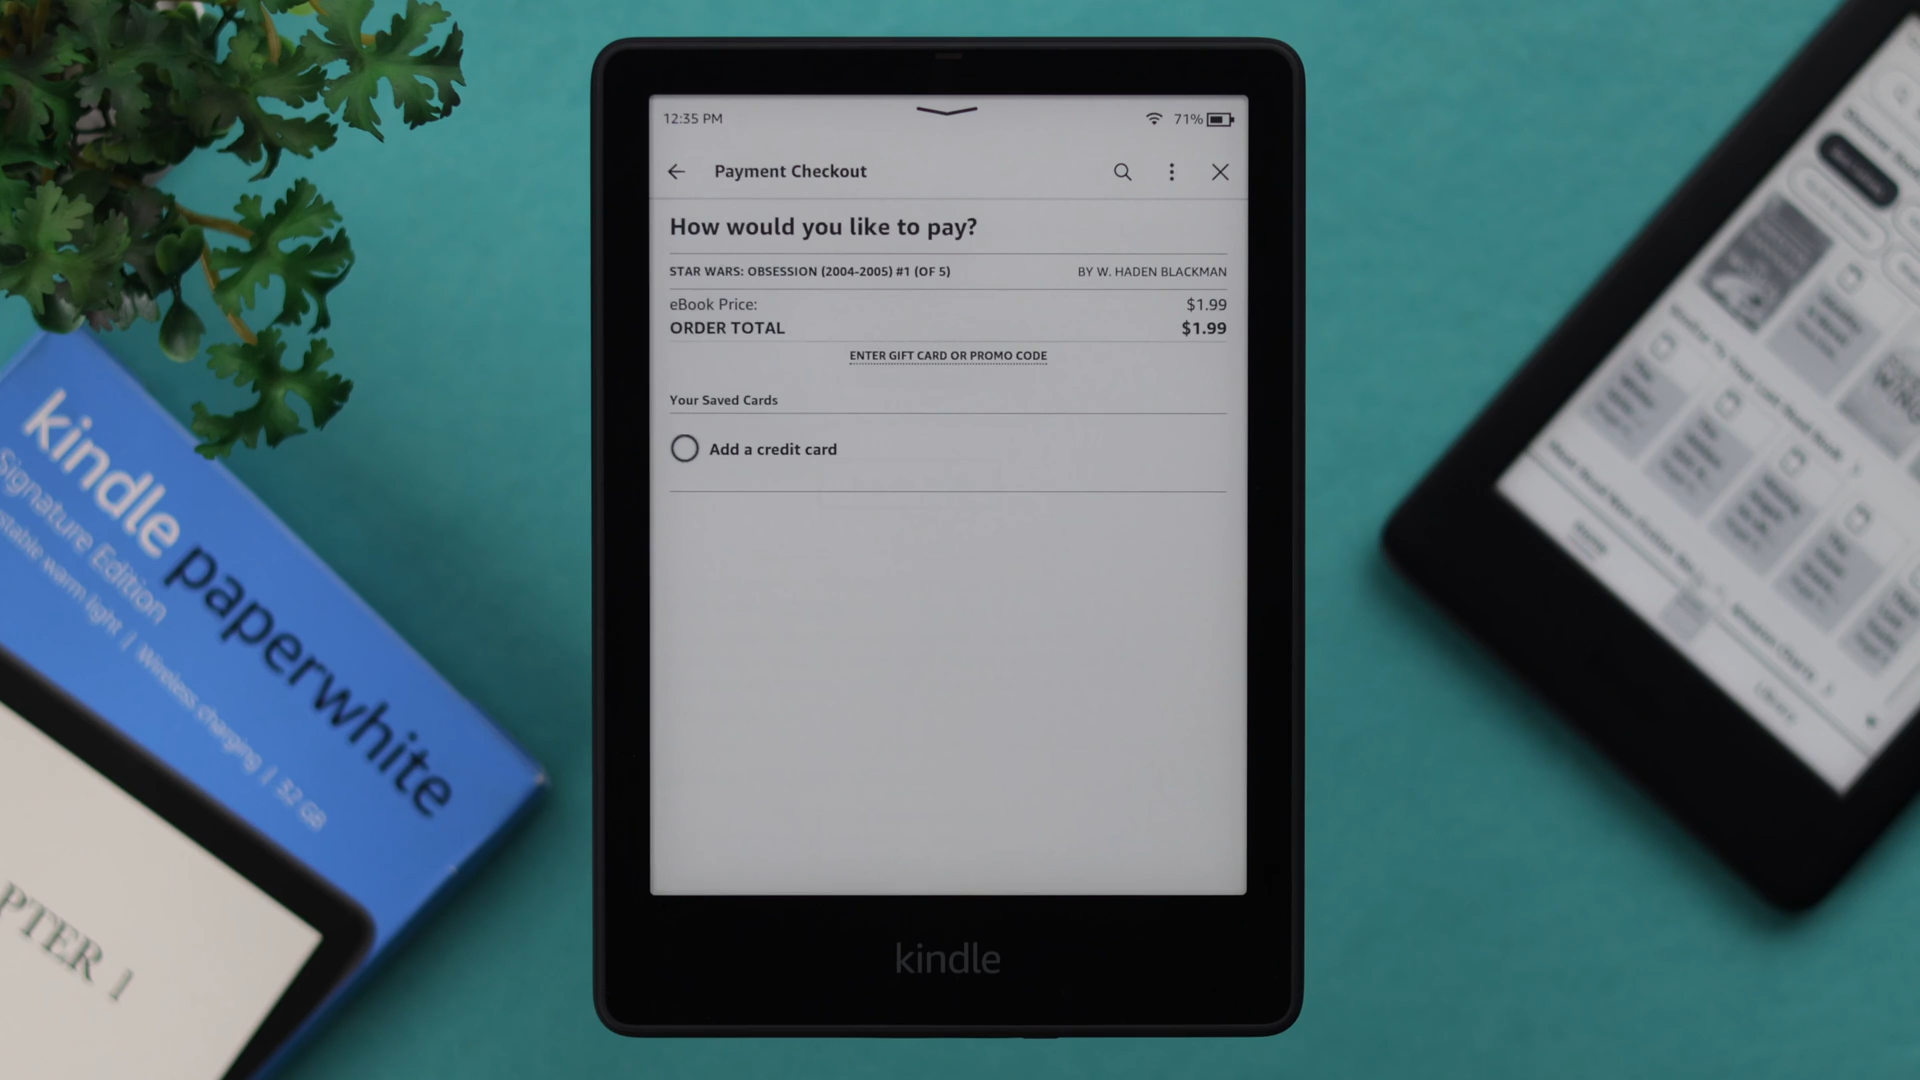 12:35 PM
71%
Payment Checkout
How would you like to pay?
STAR WARS: OBSESSION (2004-2005) #1 (OF 5)
BY W. HADEN BLACKMAN
eBook Price:
$1.99
ORDER TOTAL
$1.99
ENTER GIFT CARD OR PROMO CODE
Your Saved Cards
Add a credit card
kindle
kindle paperwhite
Signature Edition
warm light | Wireless charging | 32 GB
PTER 1